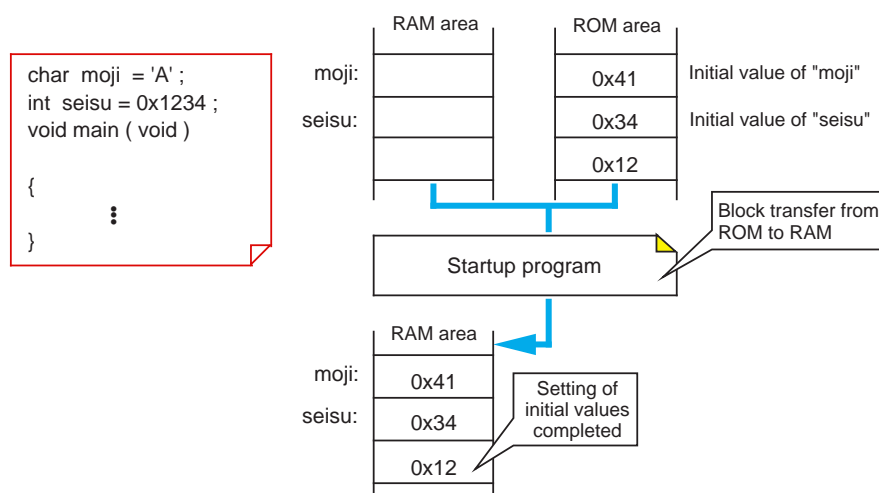 char moji = 'A' ;
int seisu = 0x1234 ;
void main ( void )
{
}
RAM area
ROM area
moji:
0x41
Initial value of "moji"
seisu:
0x34
Initial value of "seisu"
0x12
Block transfer from
ROM to RAM
Startup program
RAM area
moji:
0x41
seisu:
0x34
0x12
Setting of
initial values
completed